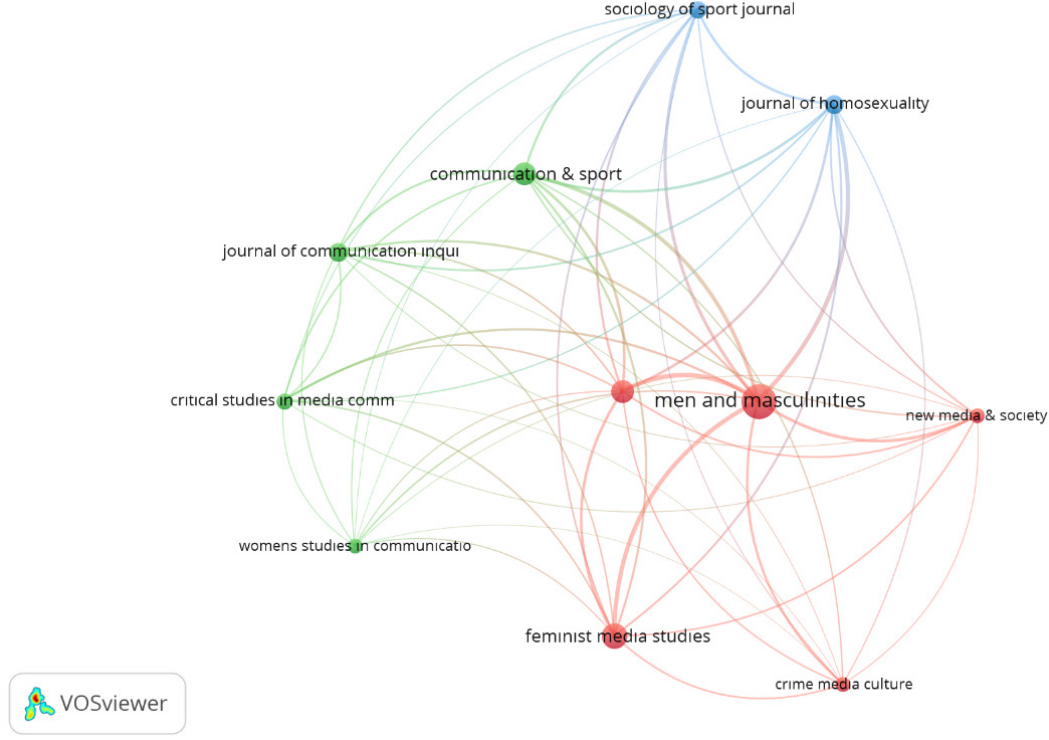 sociology of sport journal
journal of homosexuality
communication & sport
journal of communication inqui
critical studies in media comm
men and masculinities
new media & society
womens studies in communicatio
feminist media studies
crime media culture
VOSviewer